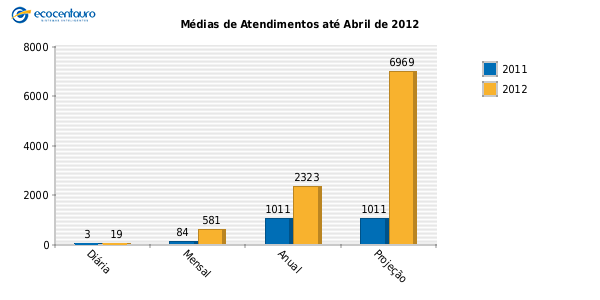 ecocentauro
Médias de Atendimentos até Abril de 2012
8000
6000
4000
2000
0
3
19
84
581
1011
2323
1011
6969
Diária
Mensal
Anual
Projeção
2011
2012